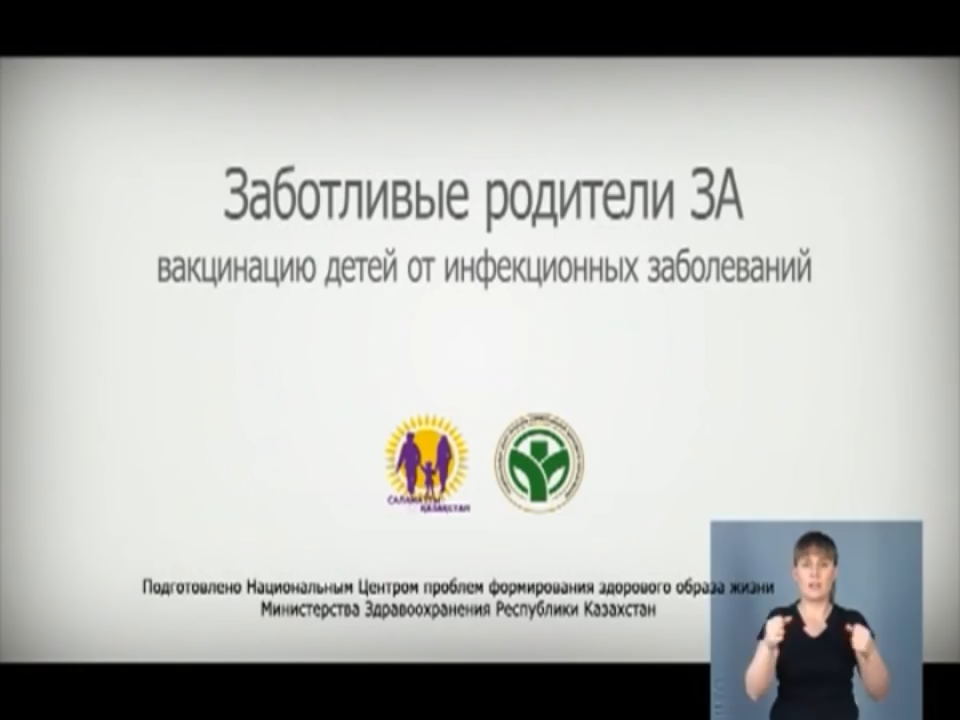 Заботливые родители ЗА
вакцинацию детей от инфекционных заболеваний
САЛАМАТТЫ
ҚАЗАҚСТАН
Подготовлено Национальным Центром проблем формирования здорового образа жизни
Министерства Здравоохранения Республики Казахстан